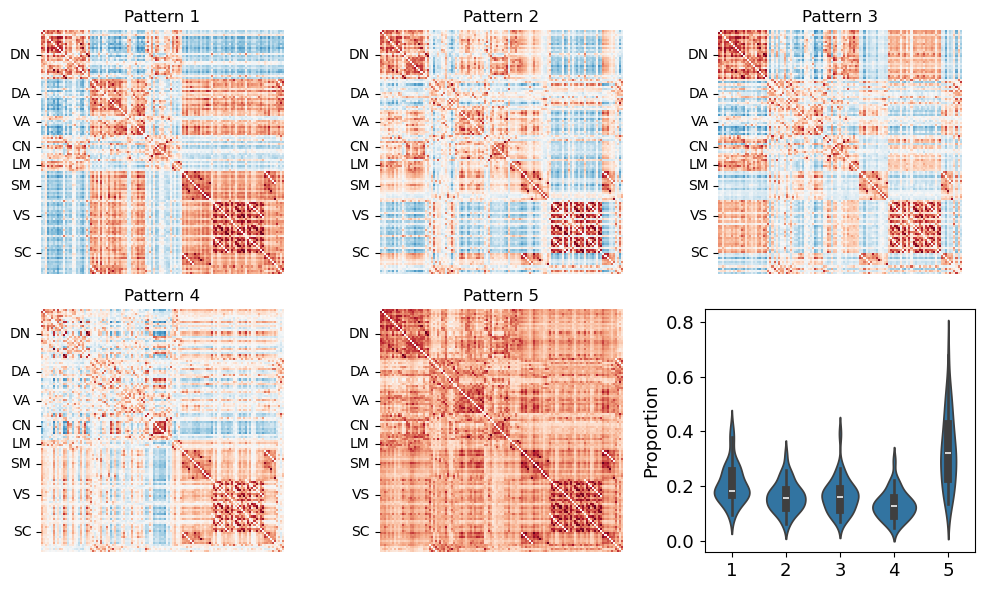 Pattern 1
DN
DA
VA
CN
LM
SM
VS
SC
Pattern 2
DN
DA
VA
CN
LM
SM
VS
SC
Pattern 3
DN
DA
VA
CN
LM
SM
VS
SC
Pattern 4
DN
DA
VA
CN
LM
SM
VS
SC
Pattern 5
DN
DA
VA
CN
LM
SM
VS
SC
Proportion
0.8
0.6
0.4
0.2
0.0
1 2 3 4 5